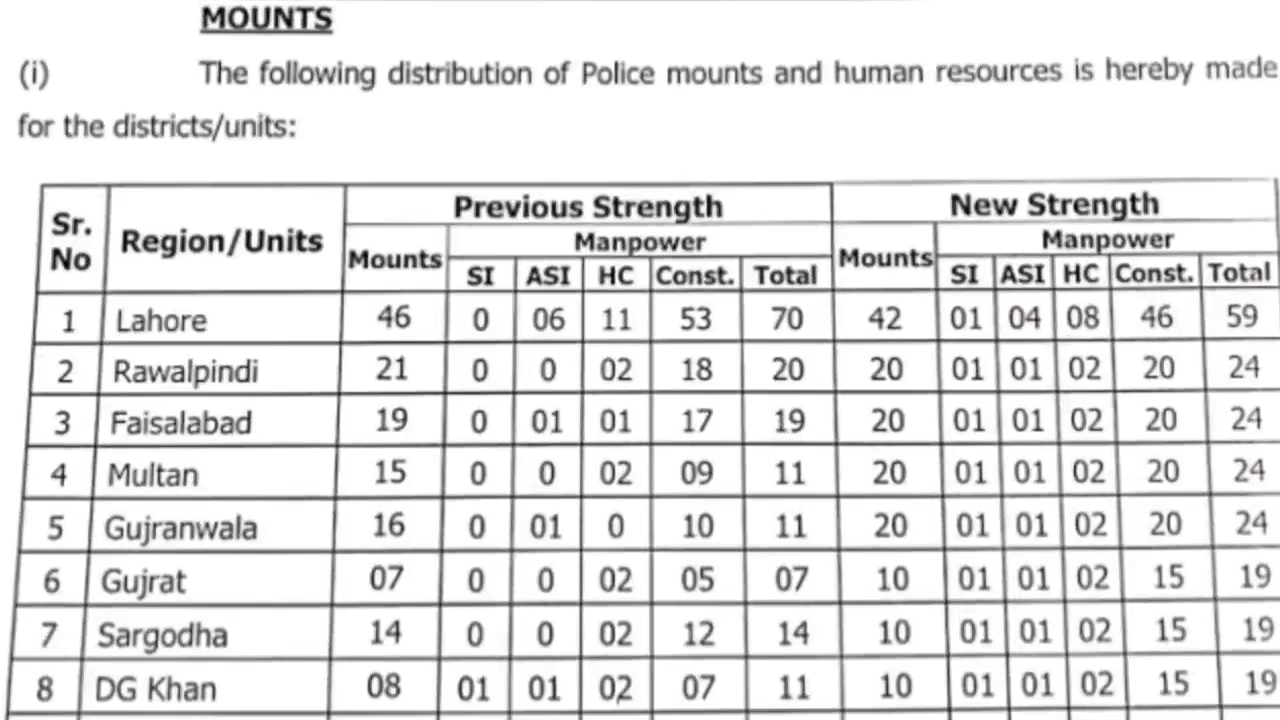 MOUNTS
(i) The following distribution of Police mounts and human resources is hereby made
for the districts/units:
Sr. No Region/Units Previous Strength New Strength
Mounts Manpower Mounts Manpower
SI ASI HC Const. Total SI ASI HC Const. Total
1 Lahore 46 0 06 11 53 70 42 01 04 08 46 59
2 Rawalpindi 21 0 0 02 18 20 20 01 01 02 20 24
3 Faisalabad 19 0 01 01 17 19 20 01 01 02 20 24
4 Multan 15 0 0 02 09 11 20 01 01 02 20 24
5 Gujranwala 16 0 01 0 10 11 20 01 01 02 20 24
6 Gujrat 07 0 0 02 05 07 10 01 01 02 15 19
7 Sargodha 14 0 0 02 12 14 10 01 01 02 15 19
8 DG Khan 08 01 01 02 07 11 10 01 01 02 15 19